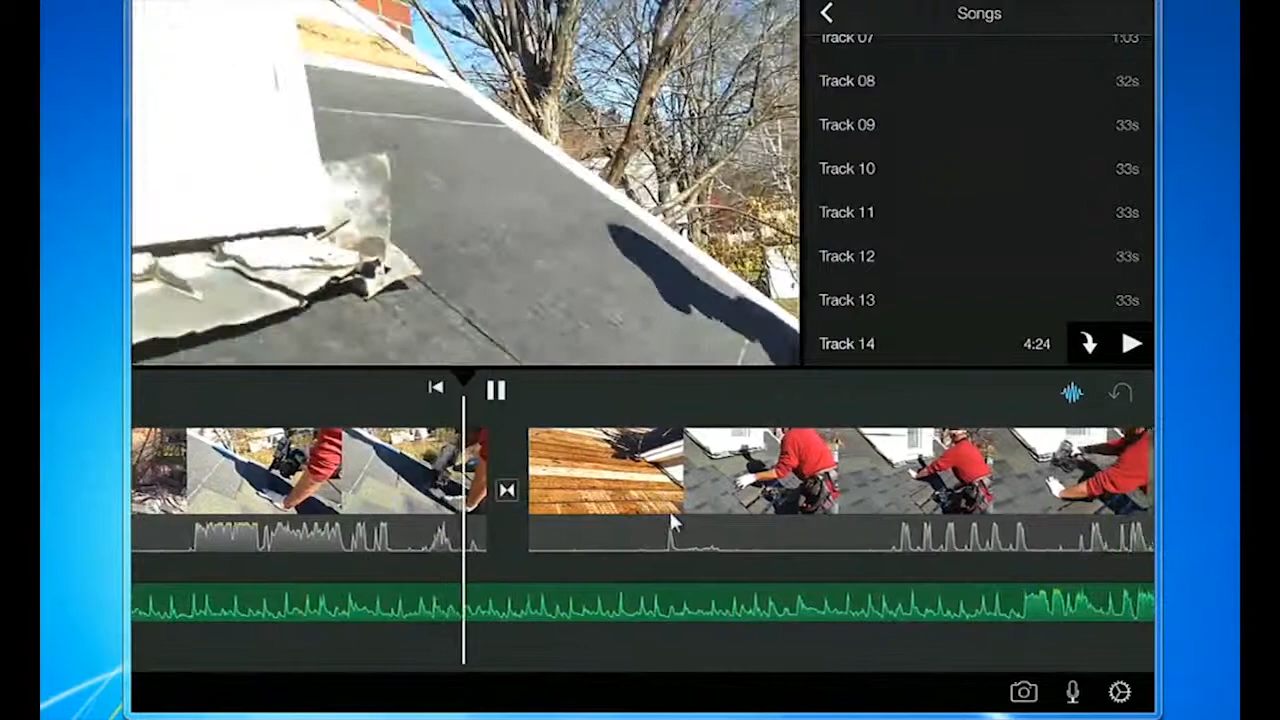 Songs
Track 07 1:03
Track 08 32s
Track 09 33s
Track 10 33s
Track 11 33s
Track 12 33s
Track 13 33s
Track 14 4:24